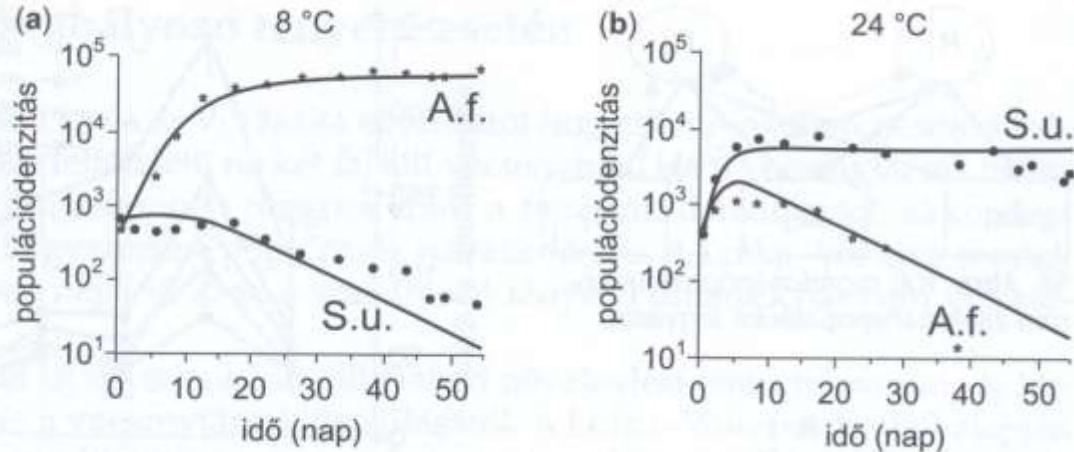 (a) 8 °C
populációdenzitás
10⁵
10⁴
10³
10²
10¹
A.f.
S.u.
0 10 20 30 40 50
idő (nap)
(b) 24 °C
populációdenzitás
10⁵
10⁴
10³
10²
10¹
S.u.
A.f.
0 10 20 30 40 50
idő (nap)